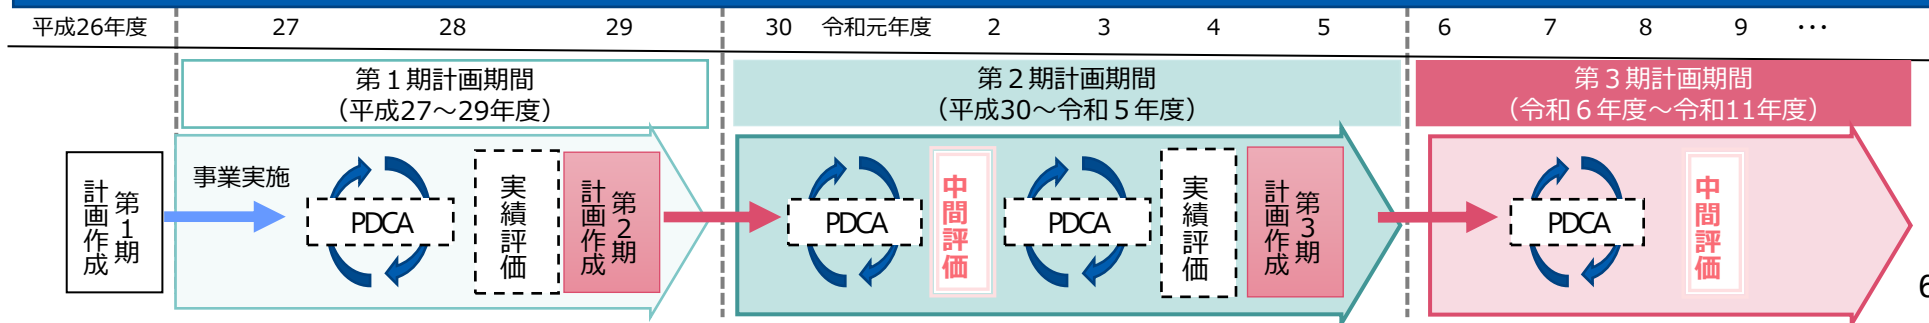 平成26年度 27 28 29 30 令和元年度 2 3 4 5 6 7 8 9 …
第１期計画期間
（平成27～29年度）
第２期計画期間
（平成30～令和５年度）
第３期計画期間
（令和６年度～令和11年度）
第1期
計画作成
事業実施
PDCA
実績評価
第2期
計画作成
PDCA
中間評価
PDCA
実績評価
第3期
計画作成
PDCA
中間評価
6